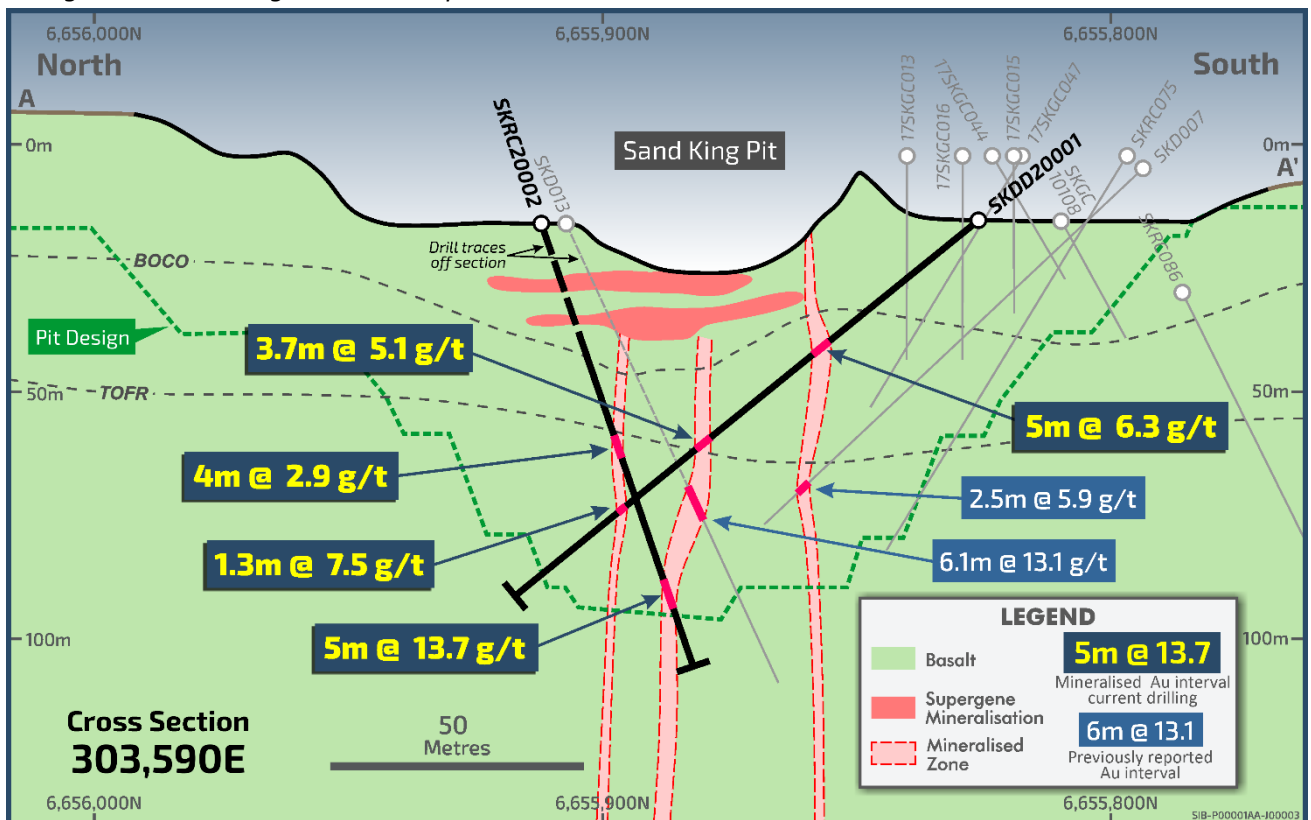 6,656,000N
6,655,900N
6,655,800N
North
South
A
A'
0m
0m
SKRC20002
SKD013
Sand King Pit
17SKGC013
17SKGC016
17SKGC044
17SKGC015
17SKGC047
SKDD20001
SKGC
10108
SKRC075
SKD007
SKRC086
Drill traces
off section
BOCO
Pit Design
3.7m @ 5.1 g/t
TOFR
50m
50m
5m @ 6.3 g/t
4m @ 2.9 g/t
2.5m @ 5.9 g/t
1.3m @ 7.5 g/t
6.1m @ 13.1 g/t
5m @ 13.7 g/t
100m
100m
LEGEND
Basalt
Supergene
Mineralisation
Mineralised
Zone
5m @ 13.7
Mineralised Au interval
current drilling
6m @ 13.1
Previously reported
Au interval
Cross Section
303,590E
50
Metres
6,656,000N
6,655,900N
6,655,800N
SIB-P00001AA-J00003